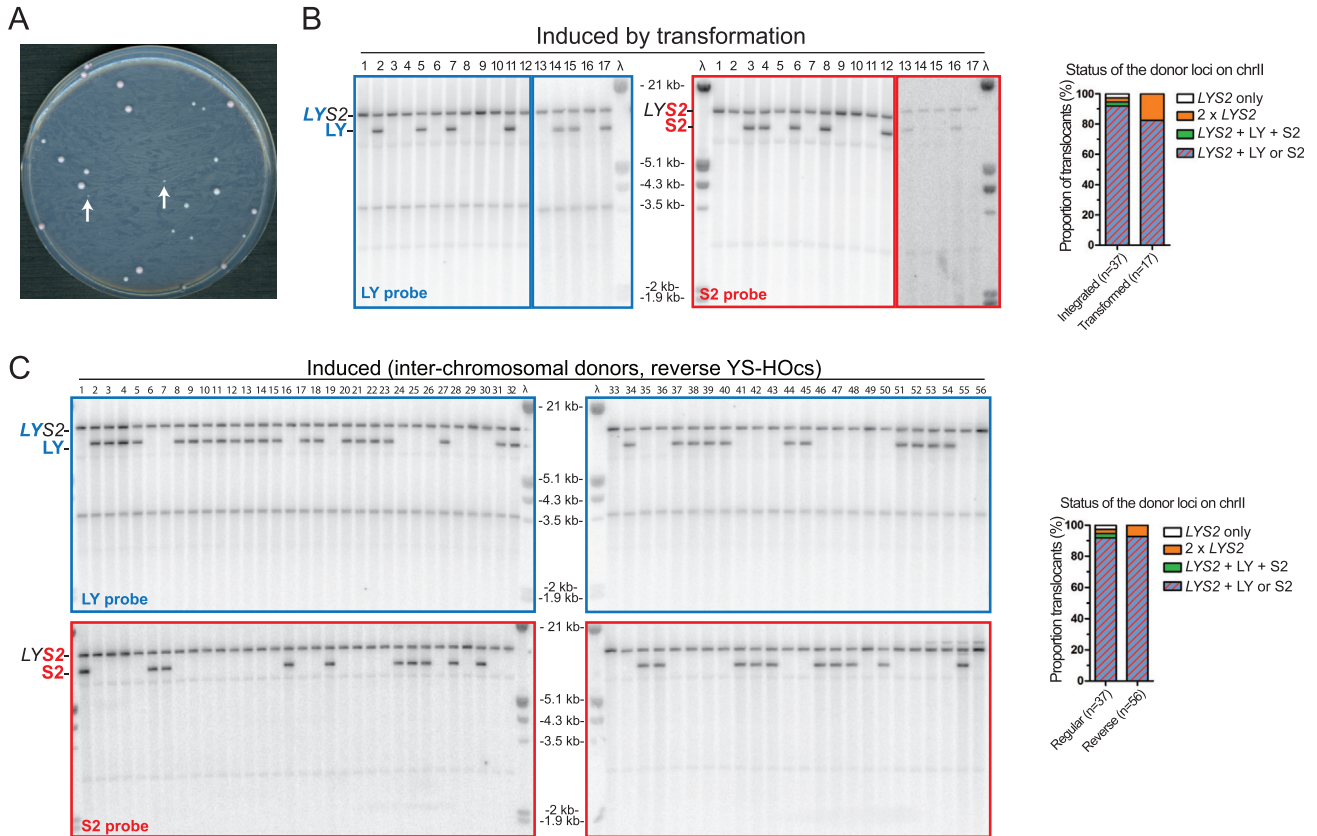 A
B
Induced by transformation
1 2 3 4 5 6 7 8 9 10 11 12 13 14 15 16 17 λ
1 2 3 4 5 6 7 8 9 10 11 12 13 14 15 16 17 λ
LYS2-
LY-
LY probe
- 21 kb-
-5.1 kb-
-4.3 kb-
-3.5 kb-
-2 kb-
-1.9 kb-
LYS2-
S2-
S2 probe
Status of the donor loci on chrII
Proportion of translocants (%)
100
80
60
40
20
0
Integrated (n=37)
Transformed (n=17)
LYS2 only
2 x LYS2
LYS2 + LY + S2
LYS2 + LY or S2
C
Induced (inter-chromosomal donors, reverse YS-HOcs)
1 2 3 4 5 6 7 8 9 10 11 12 13 14 15 16 17 18 19 20 21 22 23 24 25 26 27 28 29 30 31 32 λ
λ 33 34 35 36 37 38 39 40 41 42 43 44 45 46 47 48 49 50 51 52 53 54 55 56
LYS2-
LY-
LY probe
- 21 kb-
-5.1 kb-
-4.3 kb-
-3.5 kb-
-2 kb-
-1.9 kb-
LYS2-
S2-
S2 probe
- 21 kb-
-5.1 kb-
-4.3 kb-
-3.5 kb-
-2 kb-
-1.9 kb-
Status of the donor loci on chrII
Proportion translocants (%)
100
80
60
40
20
0
Regular (n=37)
Reverse (n=56)
LYS2 only
2 x LYS2
LYS2 + LY + S2
LYS2 + LY or S2